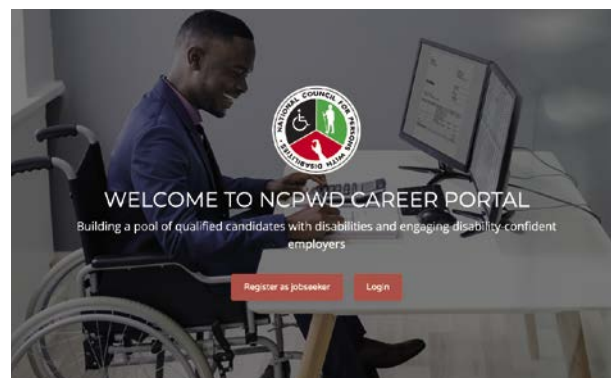 NATIONAL COUNCIL FOR PERSONS WITH DISABILITIES
WELCOME TO NCPWD CAREER PORTAL
Building a pool of qualified candidates with disabilities and engaging disability-confident
employers
Register as jobseeker
Login